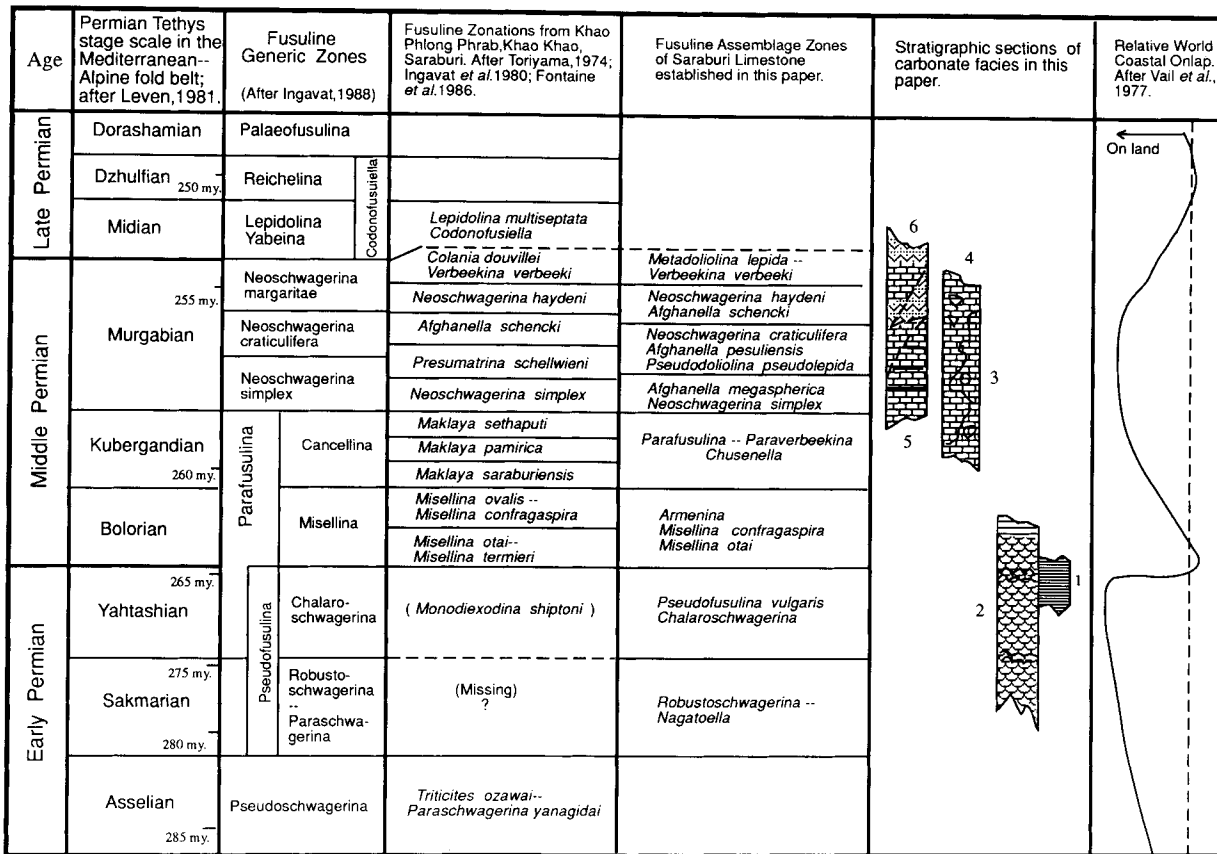 Age
Permian Tethys
stage scale in the
Mediterranean--
Alpine fold belt;
after Leven,1981.
Fusuline
Generic Zones
(After Ingavat,1988)
Fusuline Zonations from Khao
Phlong Phrab,Khao Khao,
Saraburi. After Toriyama,1974;
Ingavat et al.1980; Fontaine
et al.1986.
Fusuline Assemblage Zones
of Saraburi Limestone
established in this paper.
Stratigraphic sections of
carbonate facies in this
paper.
Relative World
Coastal Onlap.
After Vail et al.,
1977.
Late Permian
Middle Permian
Early Permian
Dorashamian
Dzhulfian
250 my.
Midian
255 my.
Murgabian
Kubergandian
260 my.
Bolorian
265 my.
Yahtashian
275 my.
Sakmarian
280 my.
Asselian
285 my.
Palaeofusulina
Reichelina
Lepidolina
Yabeina
Codonofusuiella
Neoschwagerina
margaritae
Neoschwagerina
craticulifera
Neoschwagerina
simplex
Parafusulina
Cancellina
Misellina
Pseudofusulina
Chalaro-
schwagerina
Robusto-
schwagerina
--
Paraschwa-
gerina
Pseudoschwagerina
Lepidolina multiseptata
Codonofusiella
Colania douvillei
Verbeekina verbeeki
Neoschwagerina haydeni
Afghanella schencki
Presumatrina schellwieni
Neoschwagerina simplex
Maklaya sethaputi
Maklaya pamirica
Maklaya saraburiensis
Misellina ovalis --
Misellina confragaspira
Misellina otai--
Misellina termieri
( Monodiexodina shiptoni )
(Missing)
?
Triticites ozawai--
Paraschwagerina yanagidai
Metadoliolina lepida --
Verbeekina verbeeki
Neoschwagerina haydeni
Afghanella schencki
Neoschwagerina craticulifera
Afghanella pesuliensis
Pseudodoliolina pseudolepida
Afghanella megaspherica
Neoschwagerina simplex
Parafusulina -- Paraverbeekina
Chusenella
Armenina
Misellina confragaspira
Misellina otai
Pseudofusulina vulgaris
Chalaroschwagerina
Robustoschwagerina --
Nagatoella
6
4
3
5
1
2
On land